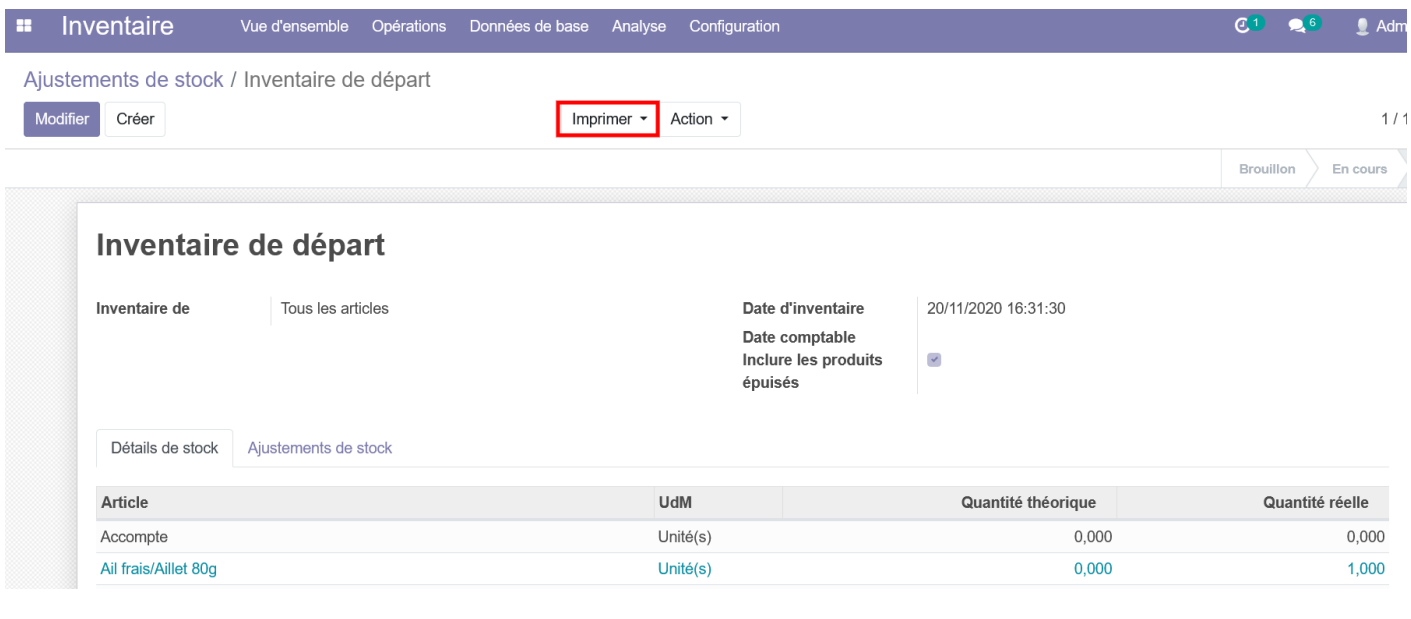 Inventaire Vue d'ensemble Opérations Données de base Analyse Configuration 1 6 Adm
Ajustements de stock / Inventaire de départ
Modifier Créer Imprimer Action 1 / 1
Brouillon En cours
Inventaire de départ
Inventaire de Tous les articles Date d'inventaire 20/11/2020 16:31:30
Date comptable
Inclure les produits
épuisés
Détails de stock Ajustements de stock
Article UdM Quantité théorique Quantité réelle
Accompte Unité(s) 0,000 0,000
Ail frais/Aillet 80g Unité(s) 0,000 1,000